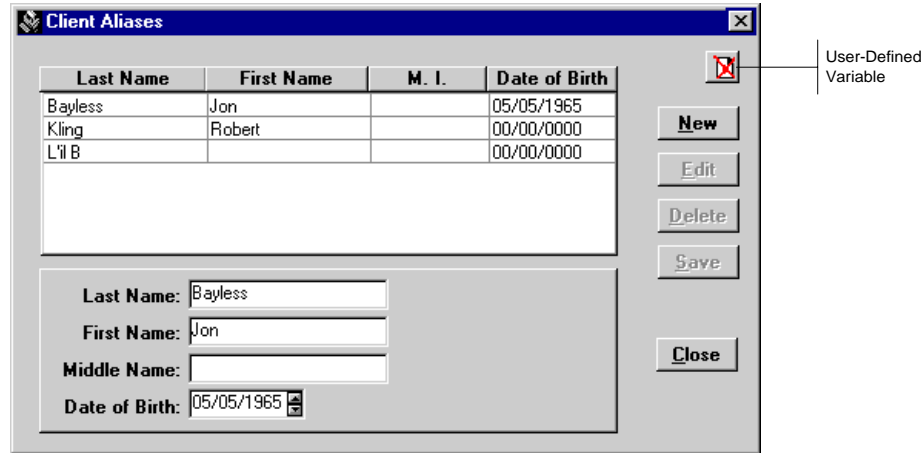 Client Aliases
User-Defined
Variable
Last Name First Name M. I. Date of Birth
Bayless Jon 05/05/1965
Kling Robert 00/00/0000
L'il B 00/00/0000
New
Edit
Delete
Save
Last Name: Bayless
First Name: Jon
Middle Name:
Date of Birth: 05/05/1965
Close